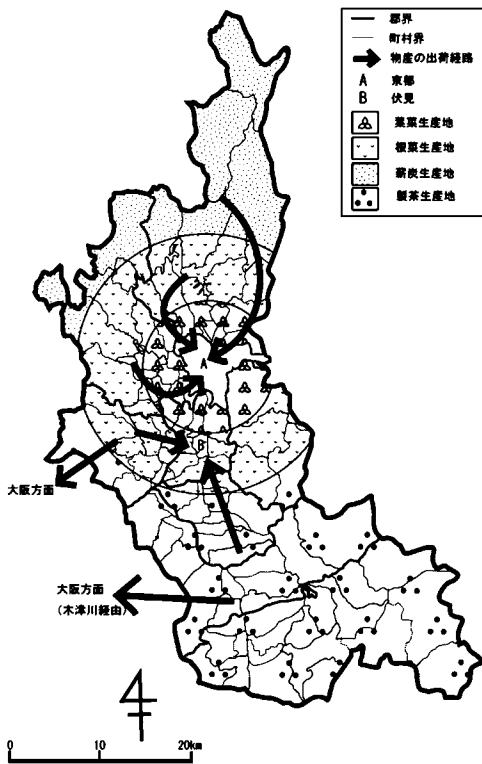 郡界
町村界
物産の出荷経路
A 京都
B 伏見
葉菜生産地
根菜生産地
薪炭生産地
製茶生産地
A
B
大阪方面
大阪方面
(木津川経由)
0 10 20km